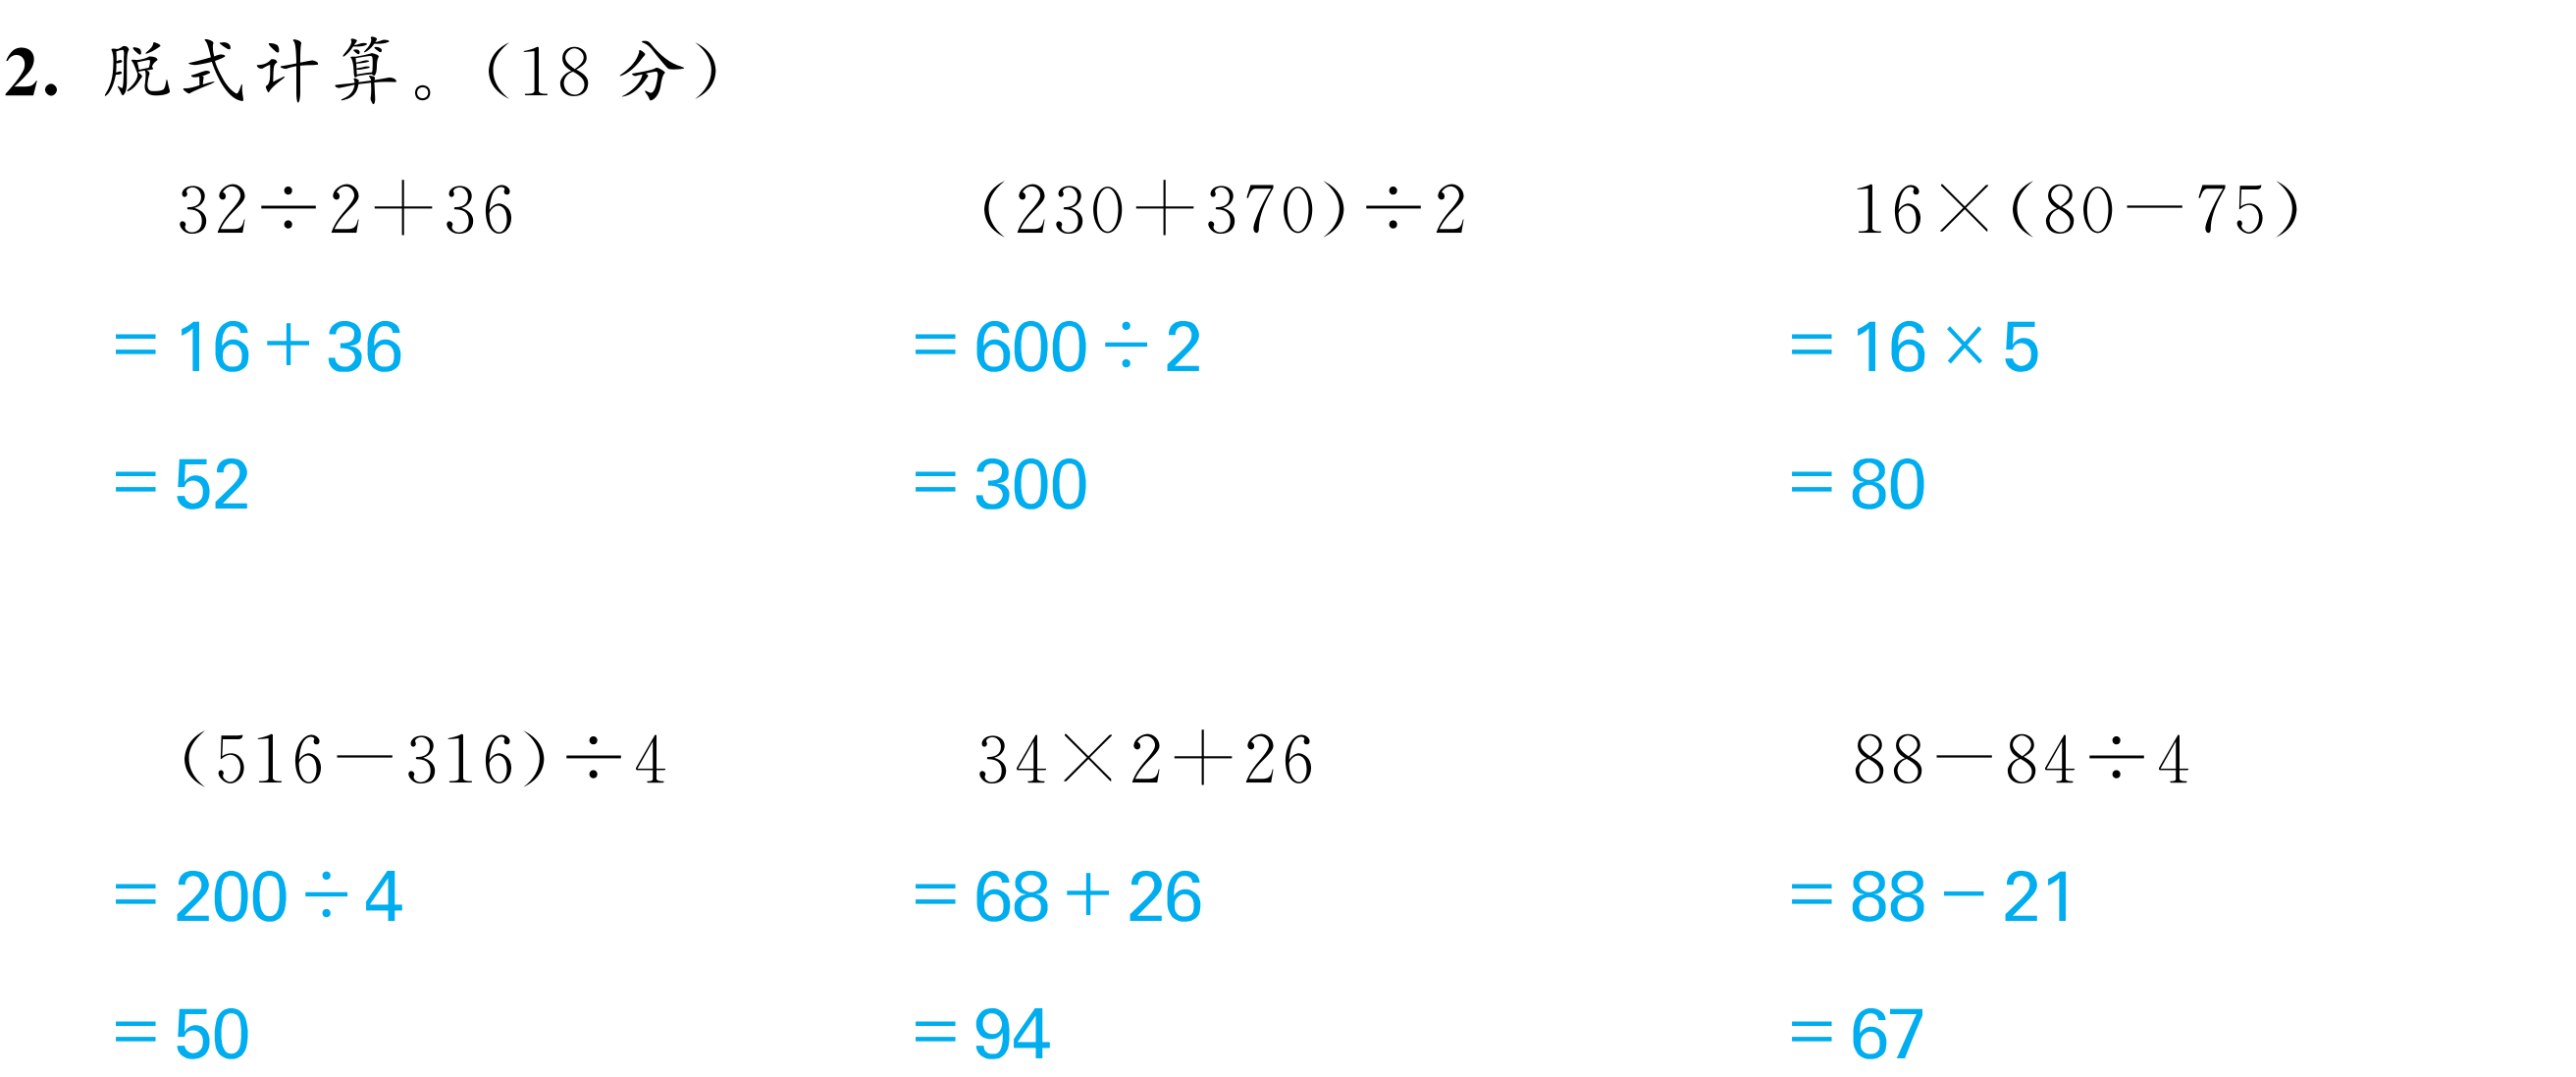 2. 脱式计算。(18 分)
32÷2+36 (230+370)÷2 16×(80-75)
=16+36 =600÷2 =16×5
=52 =300 =80
(516-316)÷4 34×2+26 88-84÷4
=200÷4 =68+26 =88-21
=50 =94 =67